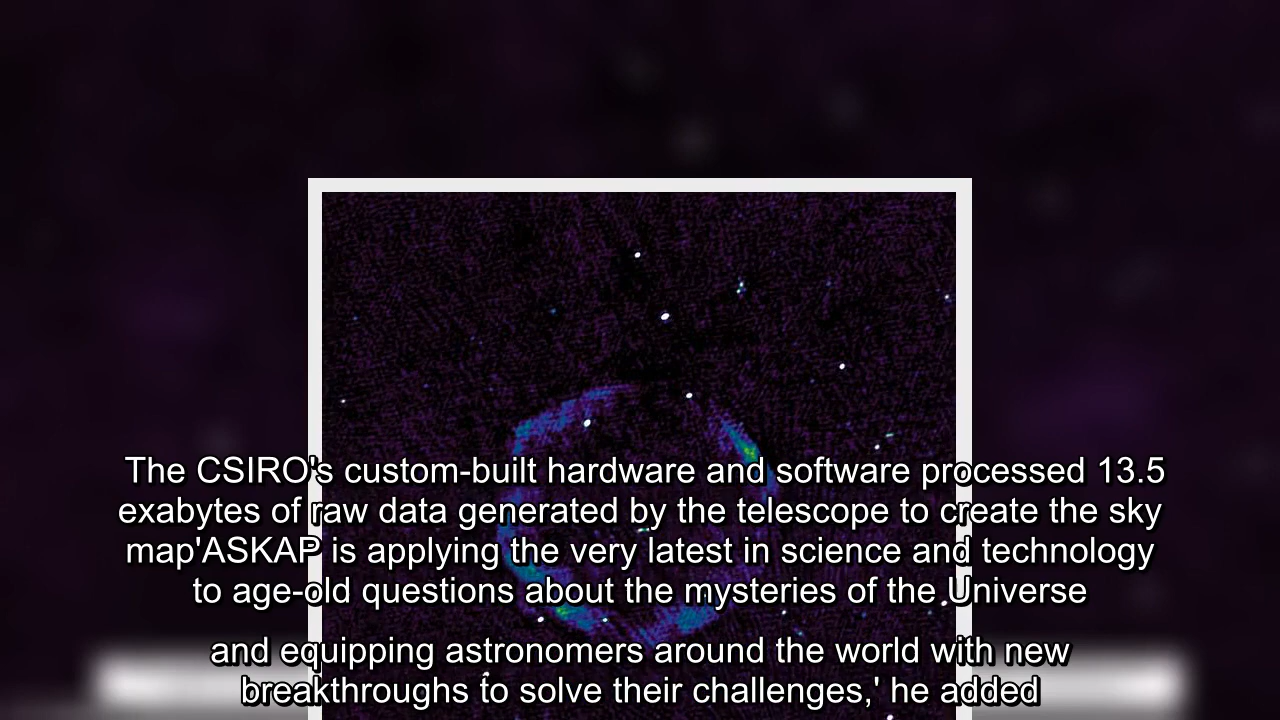 The CSIRO's custom-built hardware and software processed 13.5
exabytes of raw data generated by the telescope to create the sky
map'ASKAP is applying the very latest in science and technology
to age-old questions about the mysteries of the Universe
and equipping astronomers around the world with new
breakthroughs to solve their challenges,' he added